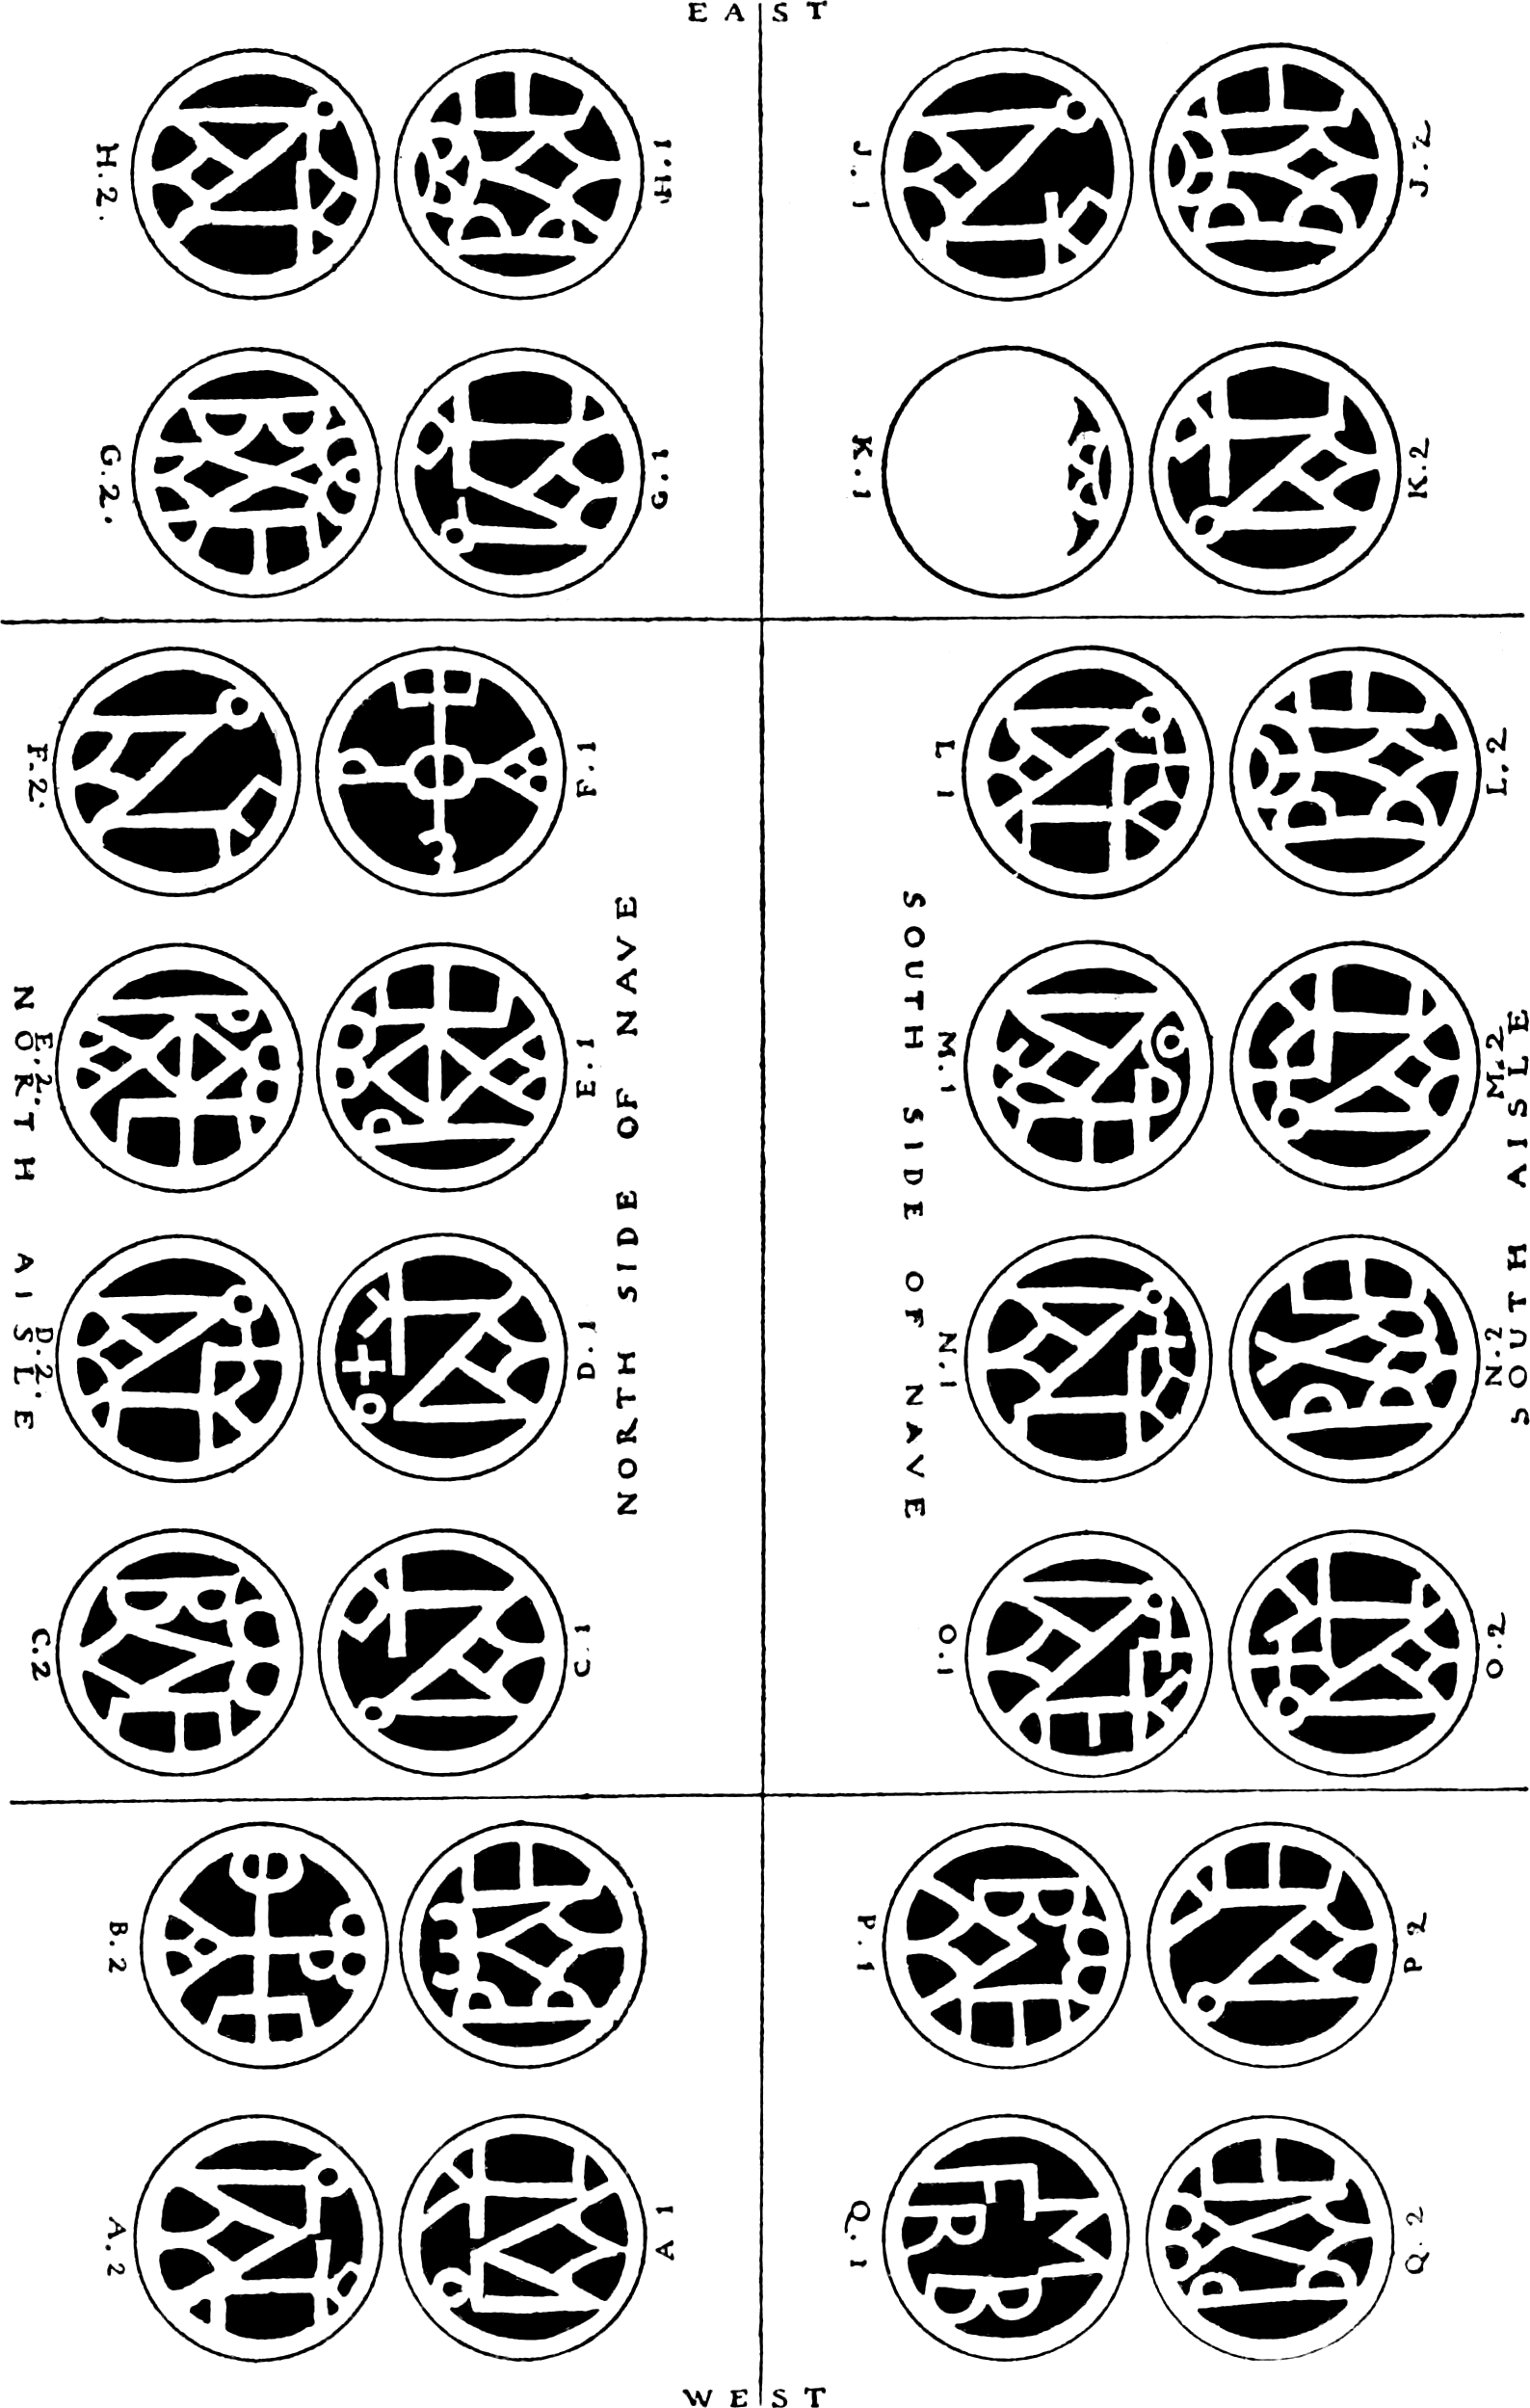 EAST
H.2.
H.1
J.1
J.2
G.2.
G.1
K.1
K.2
F.2.
F.1
L 1
L.2
NORTH AISLE
E.2.
E.1
NORTH SIDE OF NAVE
SOUTH SIDE OF NAVE
M.1
M.2
SOUTH AISLE
D.2.
D.1
N.1
N.2
C.2
C.1
O.1
O.2
B.2
P.1
P 2
A.2
A 1
Q.1
Q.2
WEST